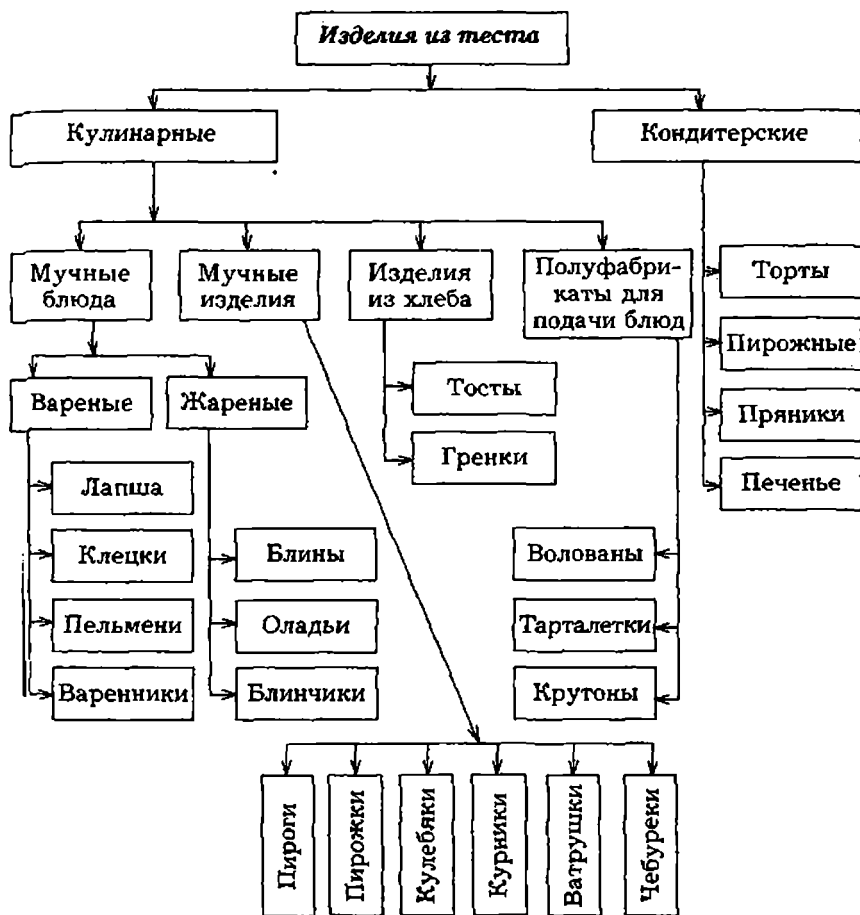 Изделия из теста
Кулинарные
Кондитерские
Мучные
блюда
Мучные
изделия
Изделия
из хлеба
Полуфабри-
каты для
подачи блюд
Торты
Пирожные
Пряники
Печенье
Вареные
Жареные
Тосты
Гренки
Лапша
Клецки
Пельмени
Варенники
Блины
Оладьи
Блинчики
Волованы
Тарталетки
Крутоны
Пироги
Пирожки
Кулебяки
Курники
Ватрушки
Чебуреки